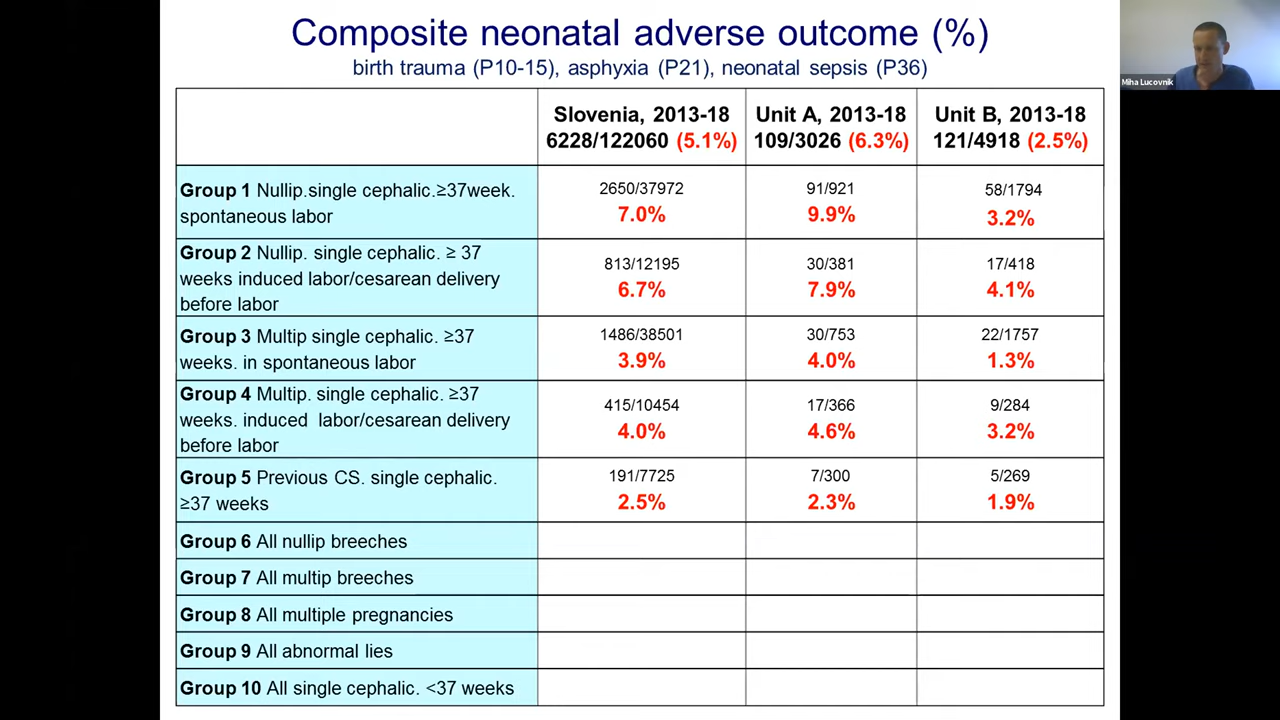 Composite neonatal adverse outcome (%)
birth trauma (P10-15), asphyxia (P21), neonatal sepsis (P36)
Miha Lucovnik
Slovenia, 2013-18
6228/122060 (5.1%)
Unit A, 2013-18
109/3026 (6.3%)
Unit B, 2013-18
121/4918 (2.5%)
Group 1 Nullip.single cephalic.≥37week.
spontaneous labor
2650/37972
7.0%
91/921
9.9%
58/1794
3.2%
Group 2 Nullip. single cephalic. ≥ 37
weeks induced labor/cesarean delivery
before labor
813/12195
6.7%
30/381
7.9%
17/418
4.1%
Group 3 Multip single cephalic. ≥37
weeks. in spontaneous labor
1486/38501
3.9%
30/753
4.0%
22/1757
1.3%
Group 4 Multip. single cephalic. ≥37
weeks. induced labor/cesarean delivery
before labor
415/10454
4.0%
17/366
4.6%
9/284
3.2%
Group 5 Previous CS. single cephalic.
≥37 weeks
191/7725
2.5%
7/300
2.3%
5/269
1.9%
Group 6 All nullip breeches
Group 7 All multip breeches
Group 8 All multiple pregnancies
Group 9 All abnormal lies
Group 10 All single cephalic. <37 weeks